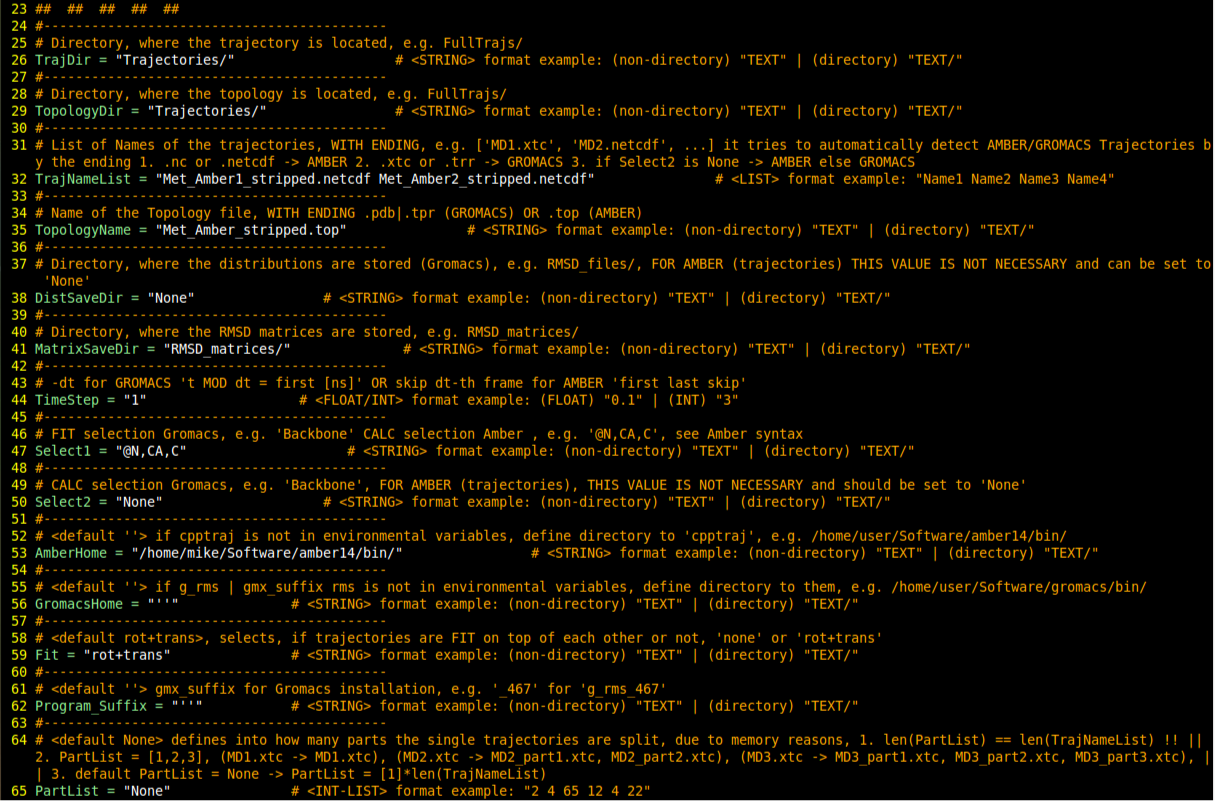 23 ##  ##  ##  ##  ##
24 #-------------------------------------------
25 # Directory, where the trajectory is located, e.g. FullTrajs/
26 TrajDir = "Trajectories/"                    # <STRING> format example: (non-directory) "TEXT" | (directory) "TEXT/"
27 #-------------------------------------------
28 # Directory, where the topology is located, e.g. FullTrajs/
29 TopologyDir = "Trajectories/"                # <STRING> format example: (non-directory) "TEXT" | (directory) "TEXT/"
30 #-------------------------------------------
31 # List of Names of the trajectories, WITH ENDING, e.g. ['MD1.xtc', 'MD2.netcdf', ...] it tries to automatically detect AMBER/GROMACS Trajectories b
y the ending 1. .nc or .netcdf -> AMBER 2. .xtc or .trr -> GROMACS 3. if Select2 is None -> AMBER else GROMACS
32 TrajNameList = "Met_Amber1_stripped.netcdf Met_Amber2_stripped.netcdf"               # <LIST> format example: "Name1 Name2 Name3 Name4"
33 #-------------------------------------------
34 # Name of the Topology file, WITH ENDING .pdb|.tpr (GROMACS) OR .top (AMBER)
35 TopologyName = "Met_Amber_stripped.top"               # <STRING> format example: (non-directory) "TEXT" | (directory) "TEXT/"
36 #-------------------------------------------
37 # Directory, where the distributions are stored (Gromacs), e.g. RMSD_files/, FOR AMBER (trajectories) THIS VALUE IS NOT NECESSARY and can be set to
'None'
38 DistSaveDir = "None"                # <STRING> format example: (non-directory) "TEXT" | (directory) "TEXT/"
39 #-------------------------------------------
40 # Directory, where the RMSD matrices are stored, e.g. RMSD_matrices/
41 MatrixSaveDir = "RMSD_matrices/"              # <STRING> format example: (non-directory) "TEXT" | (directory) "TEXT/"
42 #-------------------------------------------
43 # -dt for GROMACS 't MOD dt = first [ns]' OR skip dt-th frame for AMBER 'first last skip'
44 TimeStep = "1"                   # <FLOAT/INT> format example: (FLOAT) "0.1" | (INT) "3"
45 #-------------------------------------------
46 # FIT selection Gromacs, e.g. 'Backbone' CALC selection Amber , e.g. '@N,CA,C', see Amber syntax
47 Select1 = "@N,CA,C"                    # <STRING> format example: (non-directory) "TEXT" | (directory) "TEXT/"
48 #-------------------------------------------
49 # CALC selection Gromacs, e.g. 'Backbone', FOR AMBER (trajectories), THIS VALUE IS NOT NECESSARY and should be set to 'None'
50 Select2 = "None"                    # <STRING> format example: (non-directory) "TEXT" | (directory) "TEXT/"
51 #-------------------------------------------
52 # <default ''> if cpptraj is not in environmental variables, define directory to 'cpptraj', e.g. /home/user/Software/amber14/bin/
53 AmberHome = "/home/mike/Software/amber14/bin/"                # <STRING> format example: (non-directory) "TEXT" | (directory) "TEXT/"
54 #-------------------------------------------
55 # <default ''> if g_rms | gmx_suffix rms is not in environmental variables, define directory to them, e.g. /home/user/Software/gromacs/bin/
56 GromacsHome = "''"              # <STRING> format example: (non-directory) "TEXT" | (directory) "TEXT/"
57 #-------------------------------------------
58 # <default rot+trans>, selects, if trajectories are FIT on top of each other or not, 'none' or 'rot+trans'
59 Fit = "rot+trans"               # <STRING> format example: (non-directory) "TEXT" | (directory) "TEXT/"
60 #-------------------------------------------
61 # <default ''> gmx_suffix for Gromacs installation, e.g. '_467' for 'g_rms_467'
62 Program_Suffix = "''"           # <STRING> format example: (non-directory) "TEXT" | (directory) "TEXT/"
63 #-------------------------------------------
64 # <default None> defines into how many parts the single trajectories are split, due to memory reasons, 1. len(PartList) == len(TrajNameList) !! ||
2. PartList = [1,2,3], (MD1.xtc -> MD1.xtc), (MD2.xtc -> MD2_part1.xtc, MD2_part2.xtc), (MD3.xtc -> MD3_part1.xtc, MD3_part2.xtc, MD3_part3.xtc), |
| 3. default PartList = None -> PartList = [1]*len(TrajNameList)
65 PartList = "None"               # <INT-LIST> format example: "2 4 65 12 4 22"